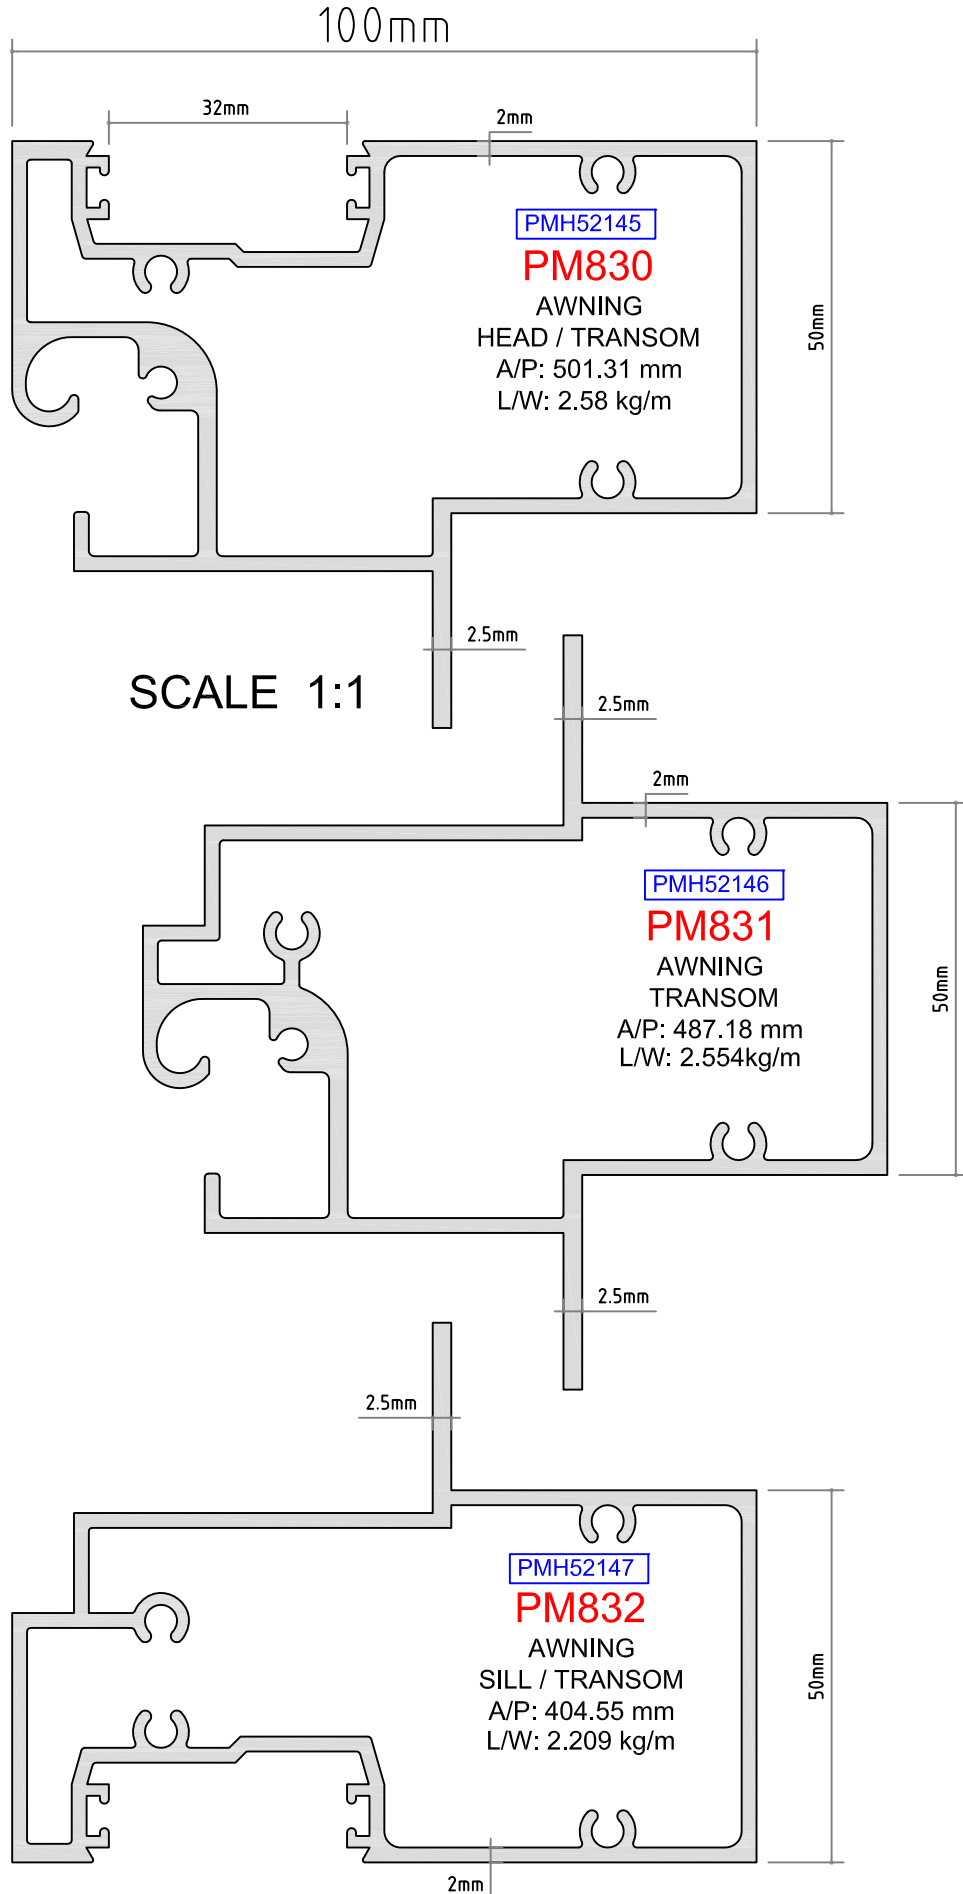 100mm
32mm
2mm
PMH52145
PM830
AWNING
HEAD / TRANSOM
A/P: 501.31 mm
L/W: 2.58 kg/m
50mm
2.5mm
SCALE 1:1
2.5mm
2mm
PMH52146
PM831
AWNING
TRANSOM
A/P: 487.18 mm
L/W: 2.554kg/m
50mm
2.5mm
2.5mm
PMH52147
PM832
AWNING
SILL / TRANSOM
A/P: 404.55 mm
L/W: 2.209 kg/m
50mm
2mm